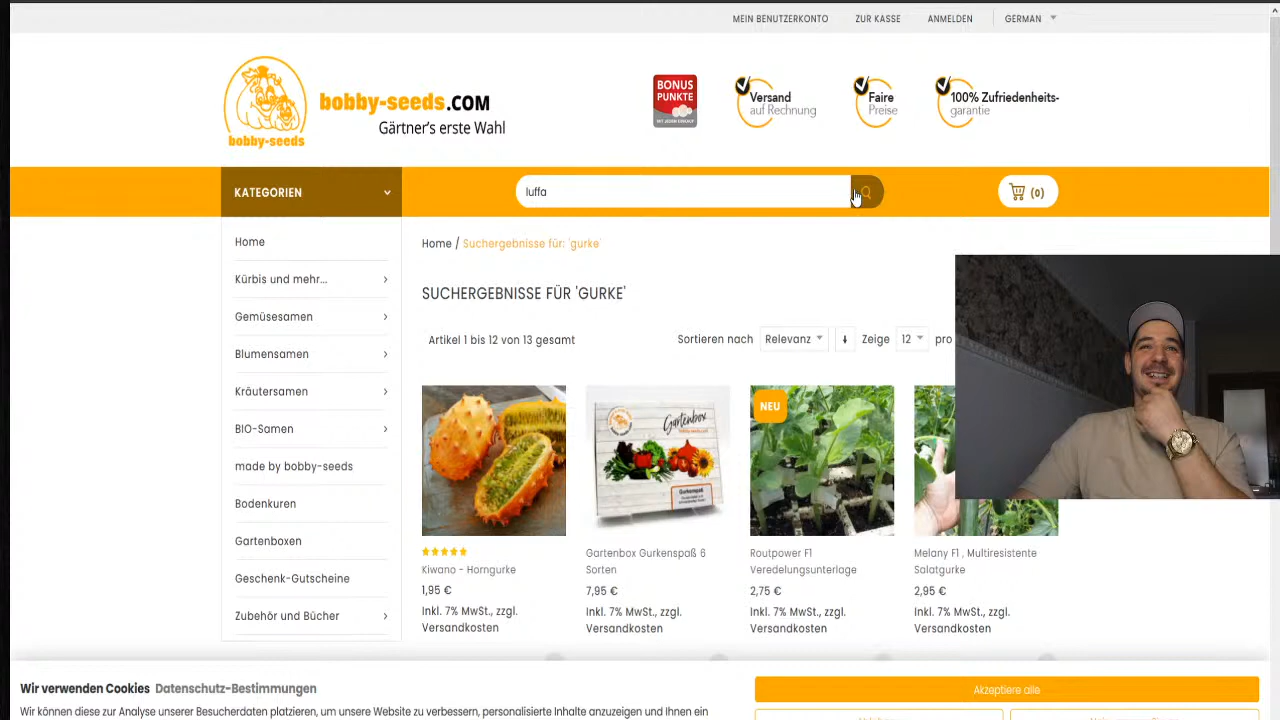 MEIN BENUTZERKONTO ZUR KASSE ANMELDEN GERMAN
bobby-seeds.COM
Gärtner's erste Wahl
bobby-seeds
BONUS
PUNKTE
Versand
auf Rechnung
Faire
Preise
100% Zufriedenheits-
garantie
KATEGORIEN
luffa
(0)
Home
Kürbis und mehr...
Gemüsesamen
Blumensamen
Kräutersamen
BIO-Samen
made by bobby-seeds
Bodenkuren
Gartenboxen
Geschenk-Gutscheine
Zubehör und Bücher
Home / Suchergebnisse für: 'gurke'
SUCHERGEBNISSE FÜR 'GURKE'
Artikel 1 bis 12 von 13 gesamt
Sortieren nach Relevanz Zeige 12 pro
Gartenbox
NEU
Kiwano - Horngurke
1,95 €
Inkl. 7% MwSt., zzgl.
Versandkosten
Gartenbox Gurkenspaß 6
Sorten
7,95 €
Inkl. 7% MwSt., zzgl.
Versandkosten
Routpower F1
Veredelungsunterlage
2,75 €
Inkl. 7% MwSt., zzgl.
Versandkosten
Melany F1 , Multiresistente
Salatgurke
2,95 €
Inkl. 7% MwSt., zzgl.
Versandkosten
Wir verwenden Cookies Datenschutz-Bestimmungen
Wir können diese zur Analyse unserer Besucherdaten platzieren, um unsere Website zu verbessern, personalisierte Inhalte anzuzeigen und Ihnen ein
Akzeptiere alle